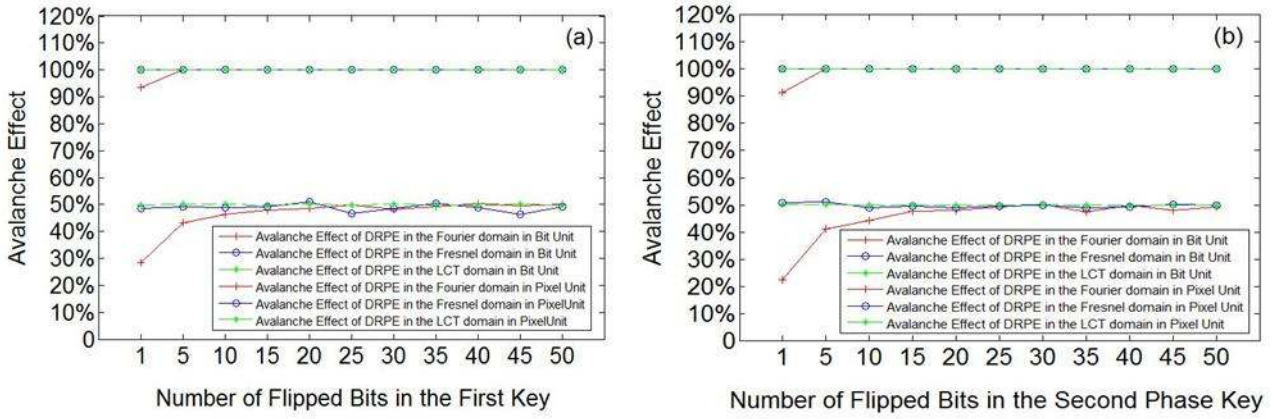 120%
110%
100%
90%
80%
70%
60%
50%
40%
30%
20%
10%
0
Avalanche Effect
(a)
Avalanche Effect of DRPE in the Fourier domain in Bit Unit
Avalanche Effect of DRPE in the Fresnel domain in Bit Unit
Avalanche Effect of DRPE in the LCT domain in Bit Unit
Avalanche Effect of DRPE in the Fourier domain in Pixel Unit
Avalanche Effect of DRPE in the Fresnel domain in PixelUnit
Avalanche Effect of DRPE in the LCT domain in PixelUnit
1 5 10 15 20 25 30 35 40 45 50
Number of Flipped Bits in the First Key
120%
110%
100%
90%
80%
70%
60%
50%
40%
30%
20%
10%
0
Avalanche Effect
(b)
Avalanche Effect of DRPE in the Fourier domain in Bit Unit
Avalanche Effect of DRPE in the Fresnel domain in Bit Unit
Avalanche Effect of DRPE in the LCT domain in Bit Unit
Avalanche Effect of DRPE in the Fourier domain in Pixel Unit
Avalanche Effect of DRPE in the Fresnel domain in Pixel Unit
Avalanche Effect of DRPE in the LCT domain in Pixel Unit
1 5 10 15 20 25 30 35 40 45 50
Number of Flipped Bits in the Second Phase Key